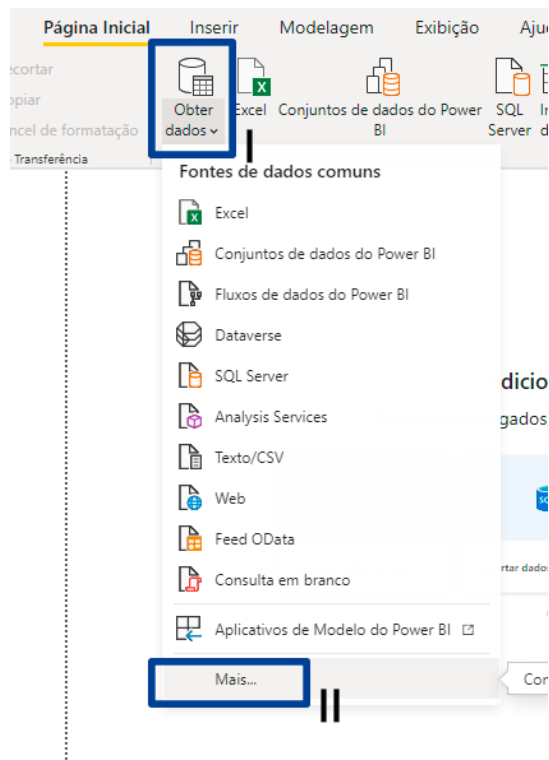 Página Inicial Inserir Modelagem Exibição
Obter dados
Excel
Conjuntos de dados do Power BI
SQL Server
de formatação
Transferência
I
Fontes de dados comuns
Excel
Conjuntos de dados do Power BI
Fluxos de dados do Power BI
Dataverse
SQL Server
Analysis Services
Texto/CSV
Web
Feed OData
Consulta em branco
Aplicativos de Modelo do Power BI
Mais...
II